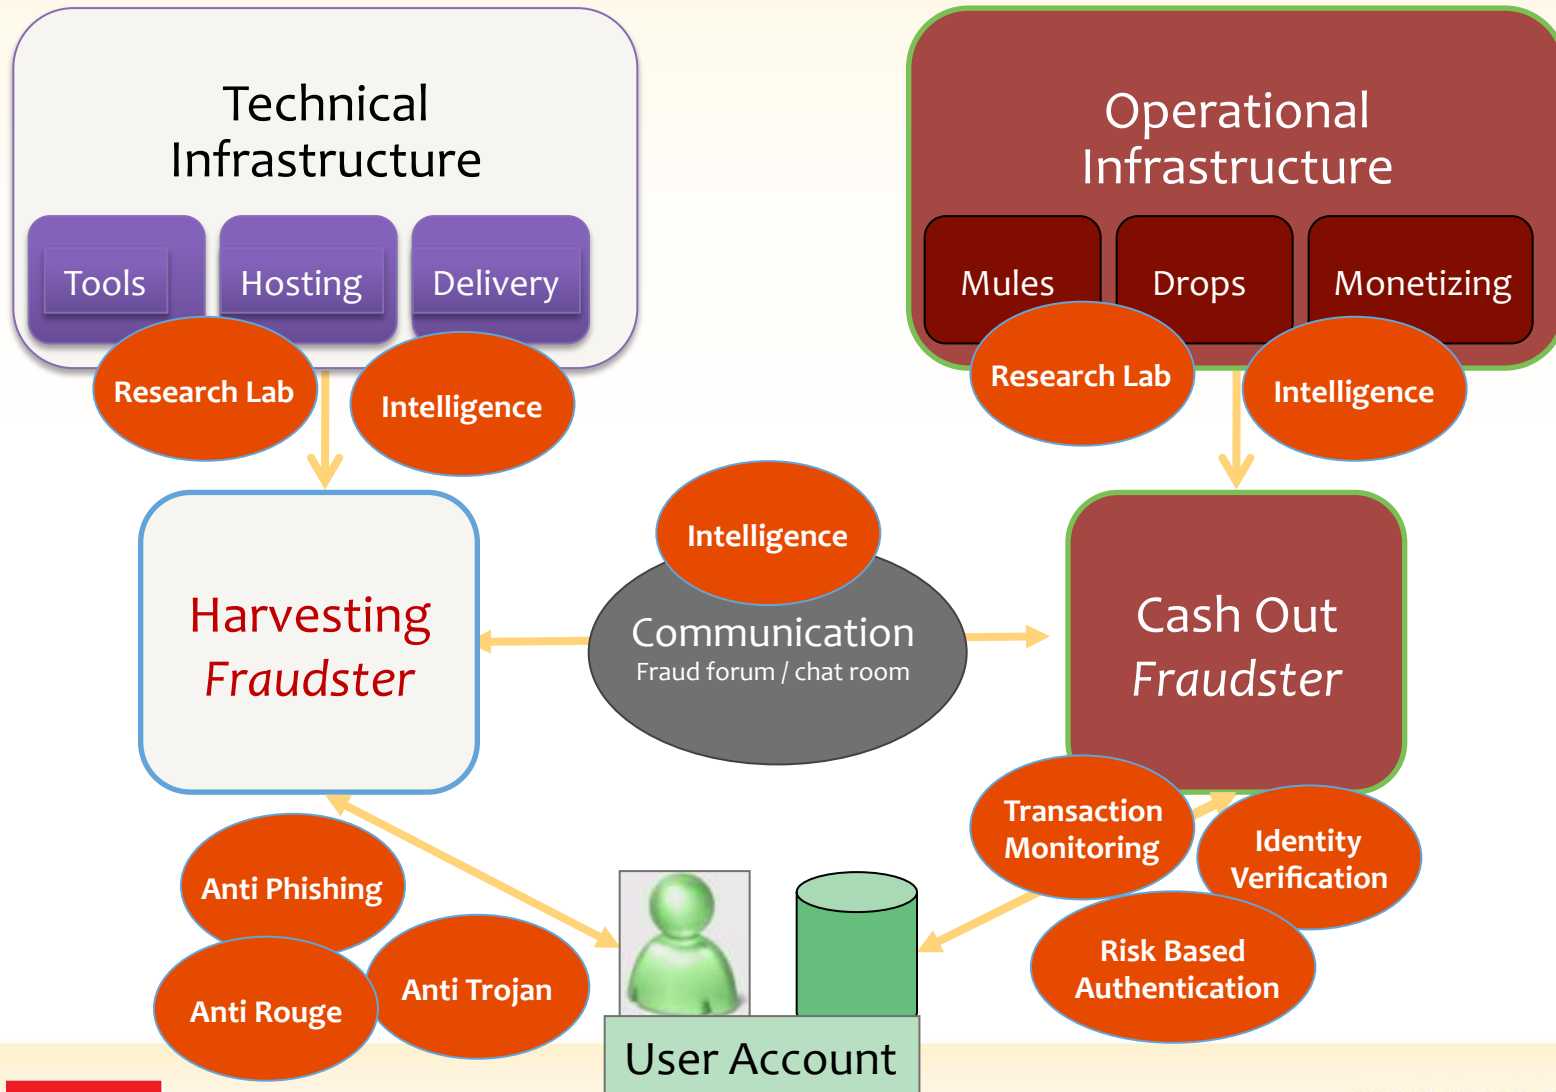 Technical
Infrastructure
Tools
Hosting
Delivery
Research Lab
Intelligence
Operational
Infrastructure
Mules
Drops
Monetizing
Research Lab
Intelligence
Intelligence
Communication
Fraud forum / chat room
Harvesting
Fraudster
Cash Out
Fraudster
Anti Phishing
Anti Rouge
Anti Trojan
Transaction
Monitoring
Identity
Verification
Risk Based
Authentication
User Account